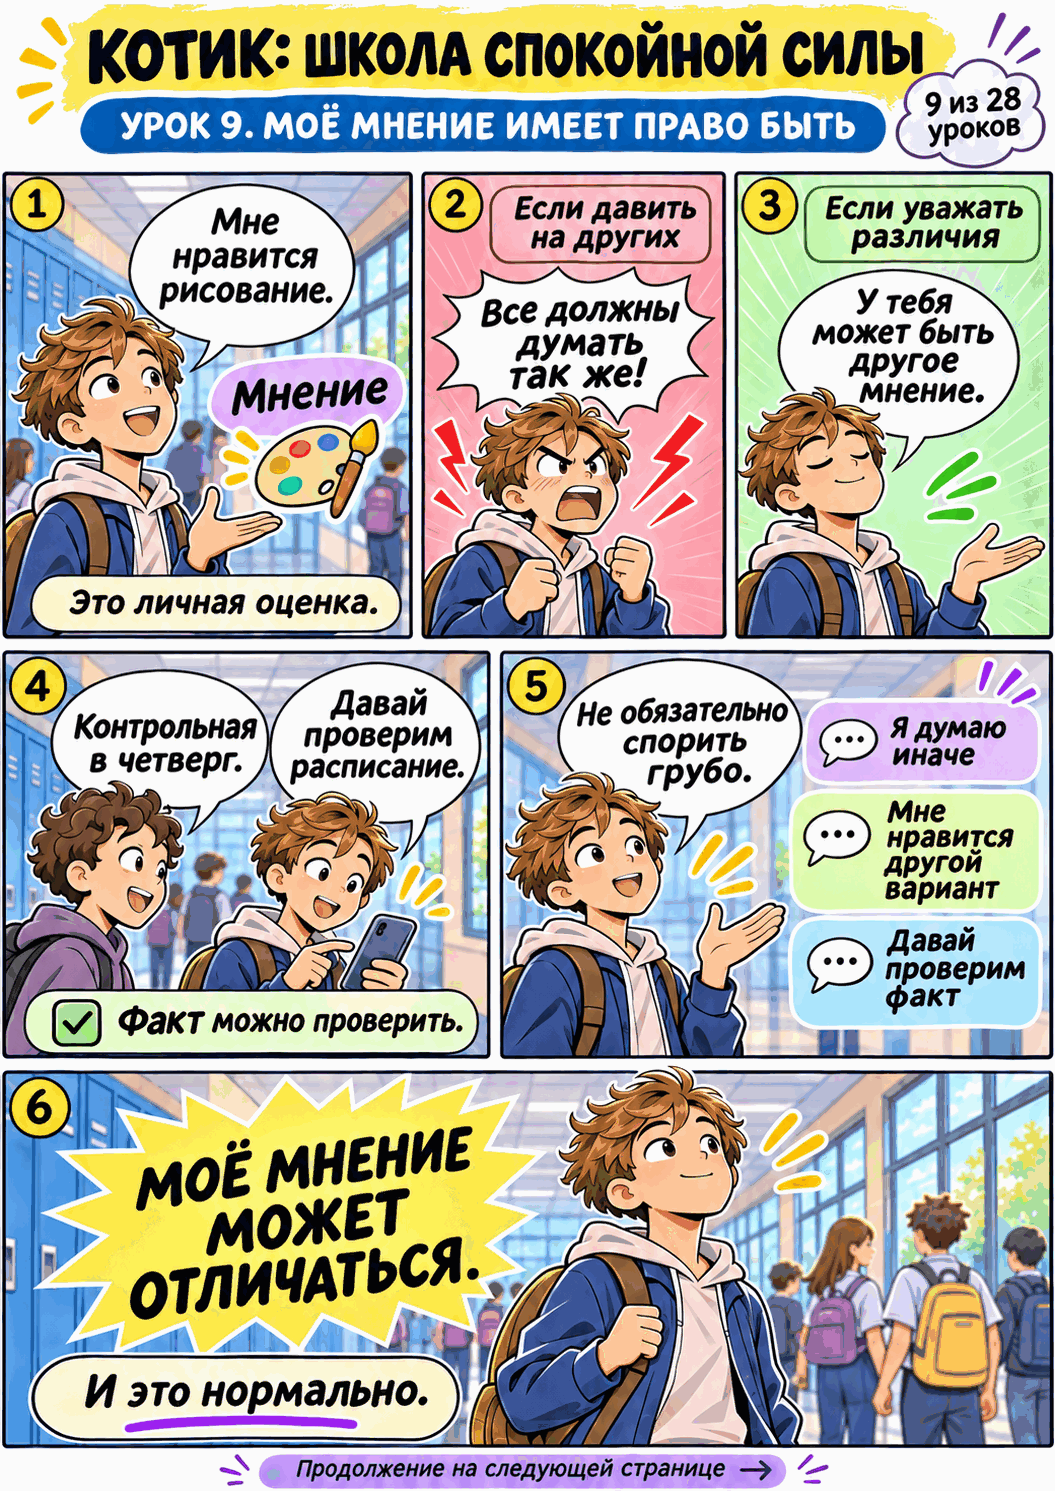 КОТИК: ШКОЛА СПОКОЙНОЙ СИЛЫ
УРОК 9. МОЁ МНЕНИЕ ИМЕЕТ ПРАВО БЫТЬ
9 из 28
уроков
1
Мне
нравится
рисование.
Мнение
Это личная оценка.
2
Если давить
на других
Все должны
думать
так же!
3
Если уважать
различия
У тебя
может быть
другое
мнение.
4
Контрольная
в четверг.
Давай
проверим
расписание.
Факт можно проверить.
5
Не обязательно
спорить
грубо.
Я думаю
иначе
Мне
нравится
другой
вариант
Давай
проверим
факт
6
МОЁ МНЕНИЕ
МОЖЕТ
ОТЛИЧАТЬСЯ.
И это нормально.
Продолжение на следующей странице →